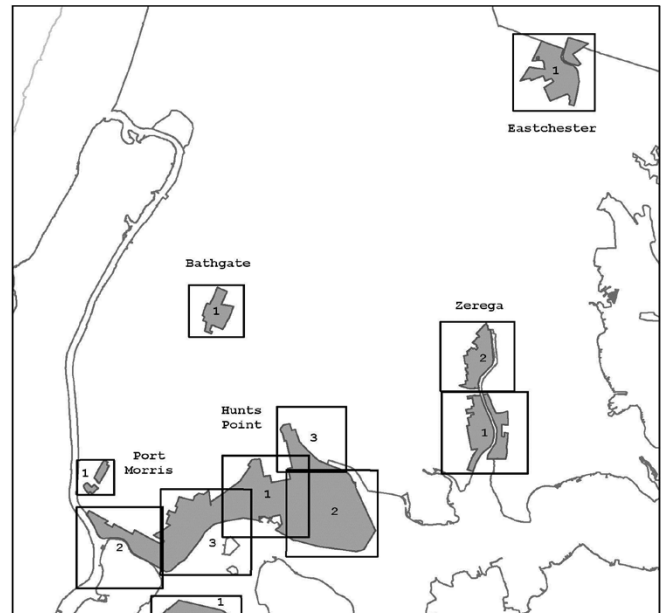 1
Eastchester
Bathgate
1
Zerega
2
1
Hunts
Point
3
1
2
Port
Morris
1
2
3
1